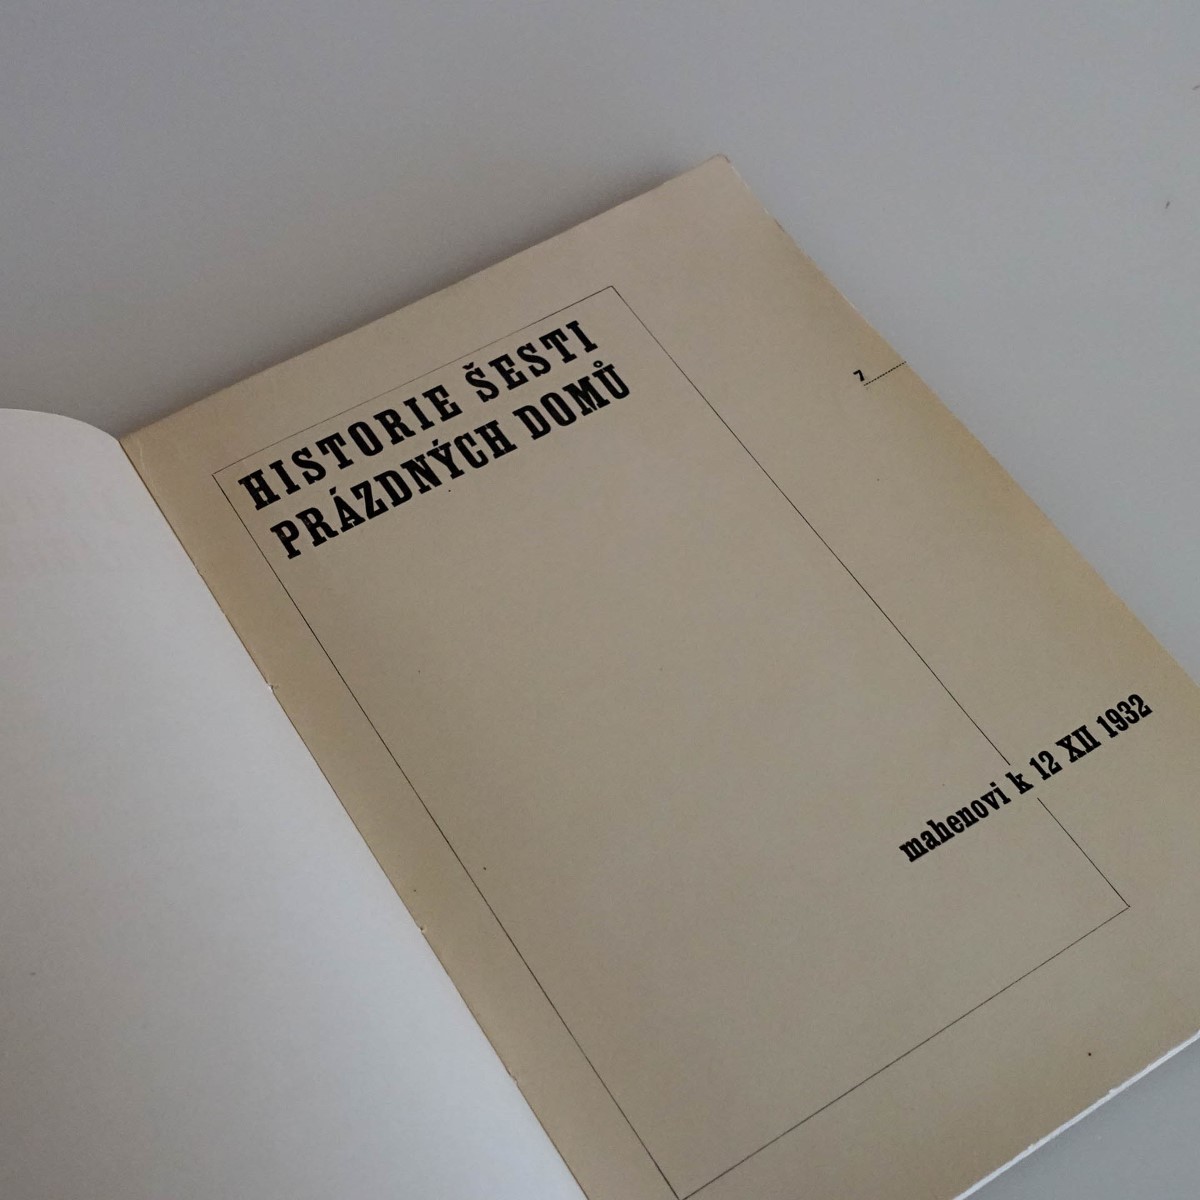 HISTORIE ŠESTI
PRÁZDNÝCH DOMŮ
7
mahenovi k 12 XII 1932